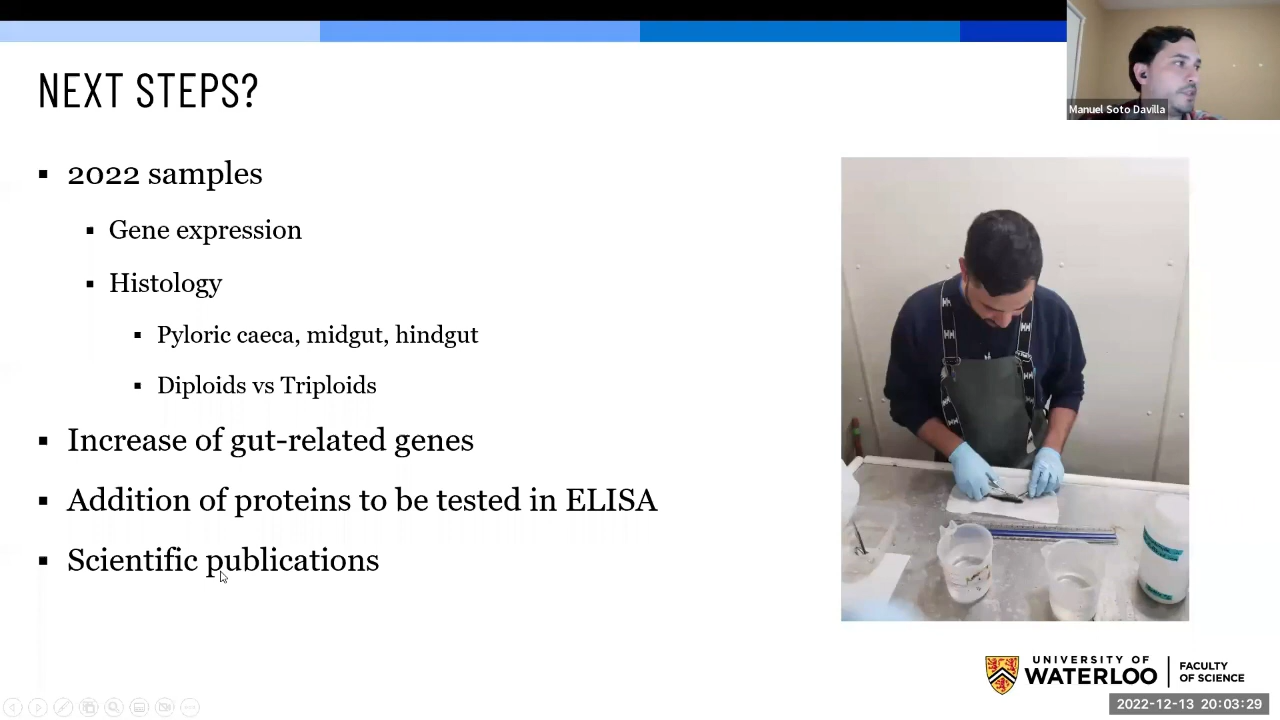 NEXT STEPS?
Manuel Soto Davilla
2022 samples
Gene expression
Histology
Pyloric caeca, midgut, hindgut
Diploids vs Triploids
Increase of gut-related genes
Addition of proteins to be tested in ELISA
Scientific publications
UNIVERSITY OF
WATERLOO
FACULTY
OF SCIENCE
2022-12-13 20:03:29